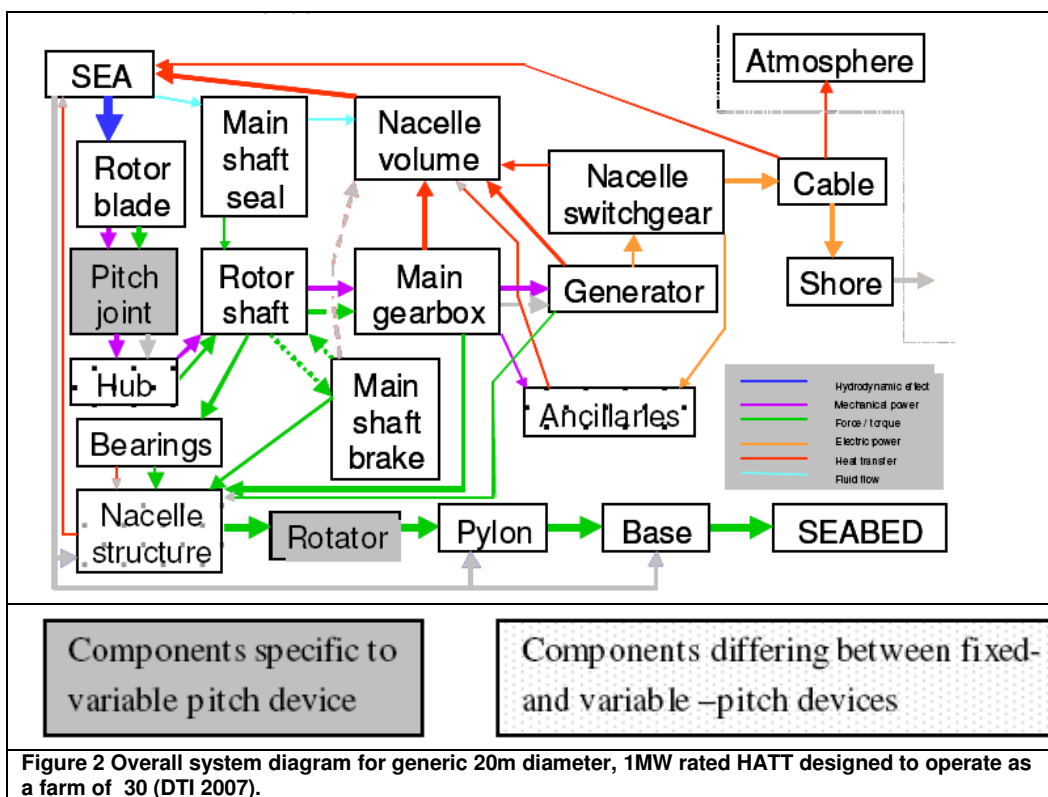 SEA
Atmosphere
Main
shaft
seal
Nacelle
volume
Rotor
blade
Nacelle
switchgear
Cable
Pitch
joint
Rotor
shaft
Main
gearbox
Generator
Shore
Hub
Main
shaft
brake
Ancillaries
Bearings
Hydrodynamic effect
Mechanical power
Force / torque
Electric power
Heat transfer
Fluid flow
Nacelle
structure
Rotator
Pylon
Base
SEABED
Components specific to
variable pitch device
Components differing between fixed-
and variable –pitch devices
Figure 2 Overall system diagram for generic 20m diameter, 1MW rated HATT designed to operate as
a farm of 30 (DTI 2007).